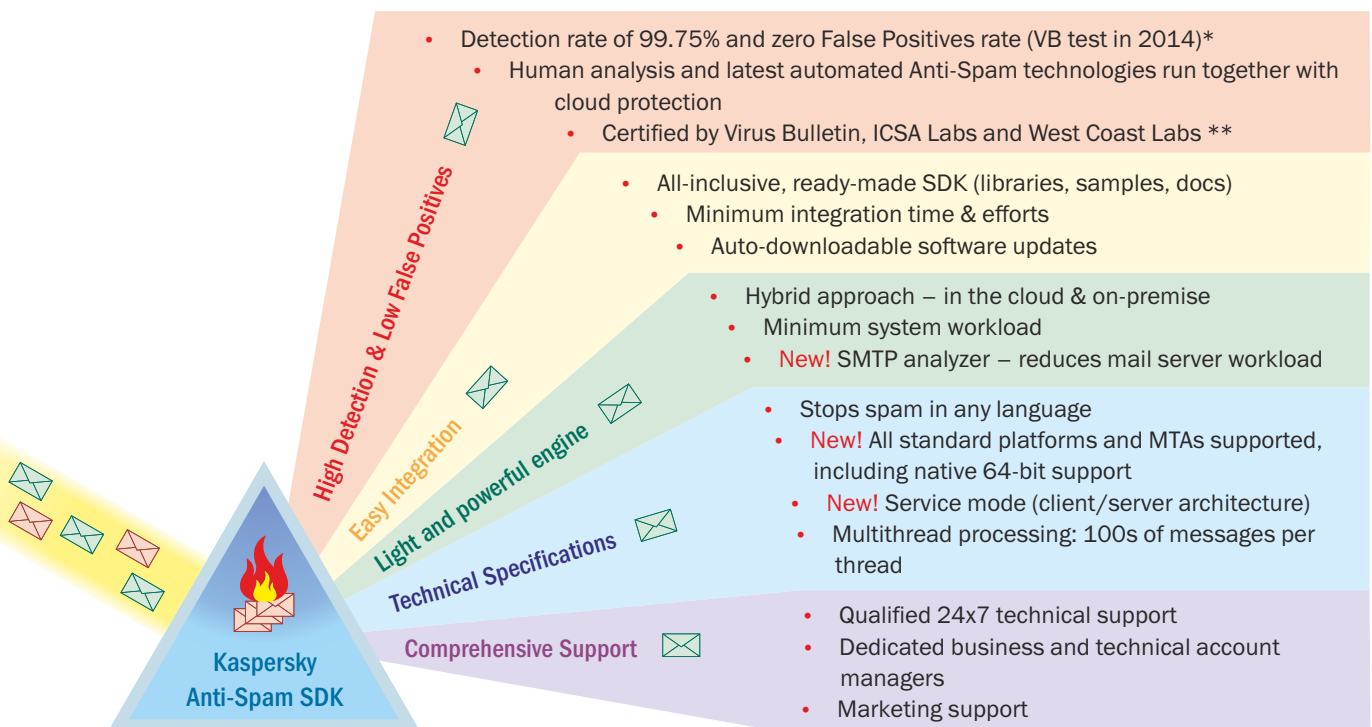 • Detection rate of 99.75% and zero False Positives rate (VB test in 2014)*
• Human analysis and latest automated Anti-Spam technologies run together with
cloud protection
• Certified by Virus Bulletin, ICSA Labs and West Coast Labs **
High Detection & Low False Positives
• All-inclusive, ready-made SDK (libraries, samples, docs)
• Minimum integration time & efforts
• Auto-downloadable software updates
Easy Integration
• Hybrid approach – in the cloud & on-premise
• Minimum system workload
• New! SMTP analyzer – reduces mail server workload
Light and powerful engine
• Stops spam in any language
• New! All standard platforms and MTAs supported,
including native 64-bit support
• New! Service mode (client/server architecture)
• Multithread processing: 100s of messages per
thread
Technical Specifications
• Qualified 24x7 technical support
• Dedicated business and technical account
managers
• Marketing support
Comprehensive Support
Kaspersky
Anti-Spam SDK